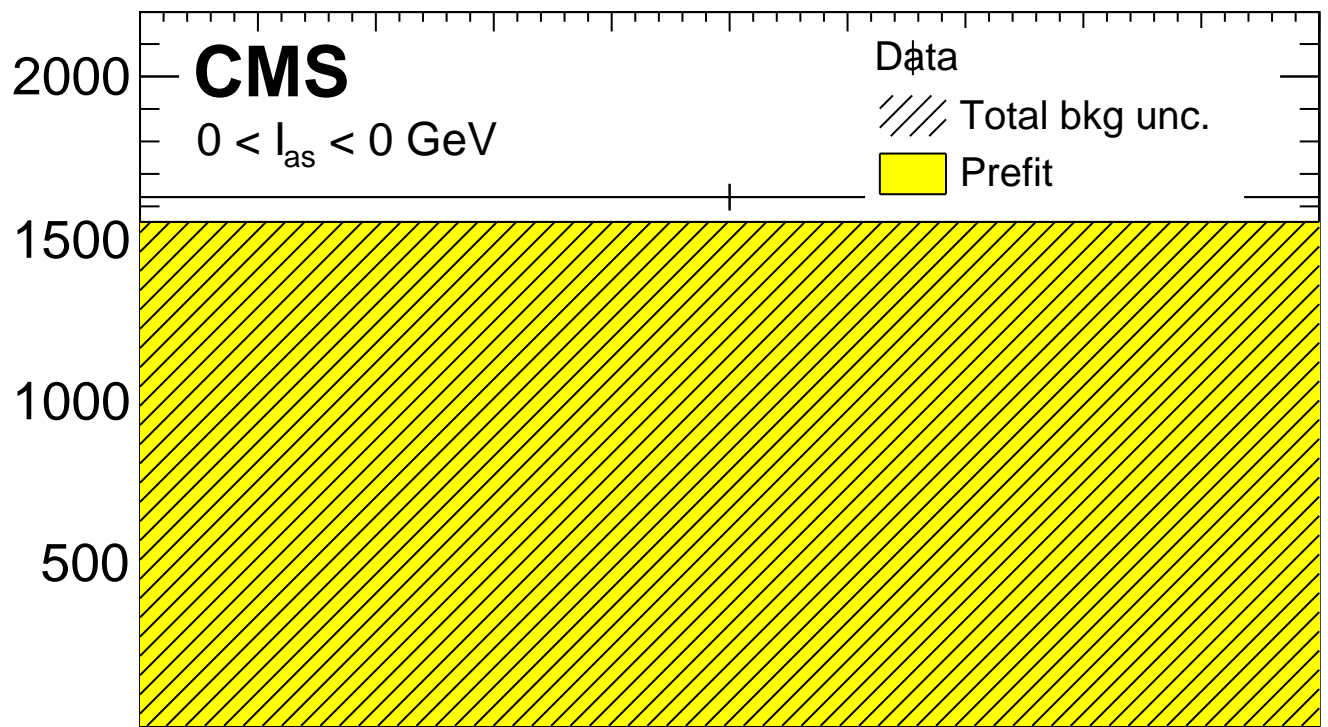 2000
1500
1000
500
CMS
0 < I_as < 0 GeV
Data
Total bkg unc.
Prefit